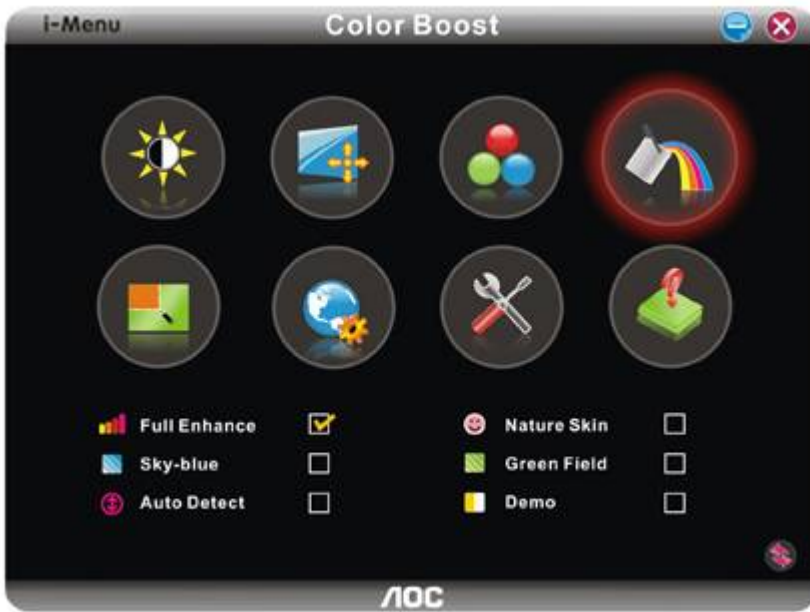 i-Menu
Color Boost
Full Enhance
Nature Skin
Sky-blue
Green Field
Auto Detect
Demo
AOC